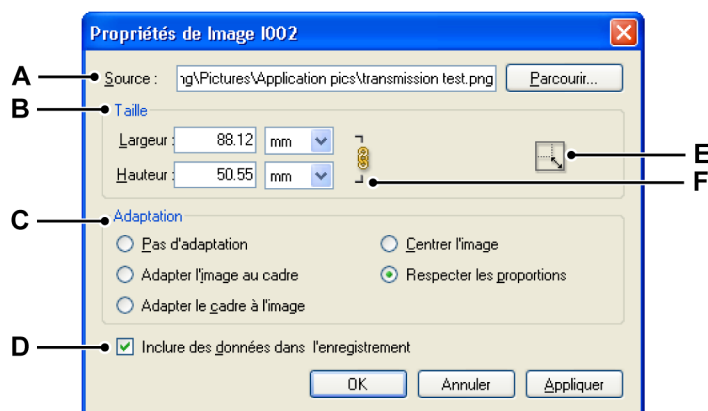 Propriétés de Image I002
A Source : ng\Pictures\Application pics\transmission test.png Parcourir...
B Taille
Largeur : 88.12 mm
E
Hauteur : 50.55 mm
F
C Adaptation
Pas d'adaptation Centrer l'image
Adapter l'image au cadre Respecter les proportions
Adapter le cadre à l'image
D Inclure des données dans l'enregistrement
OK Annuler Appliquer